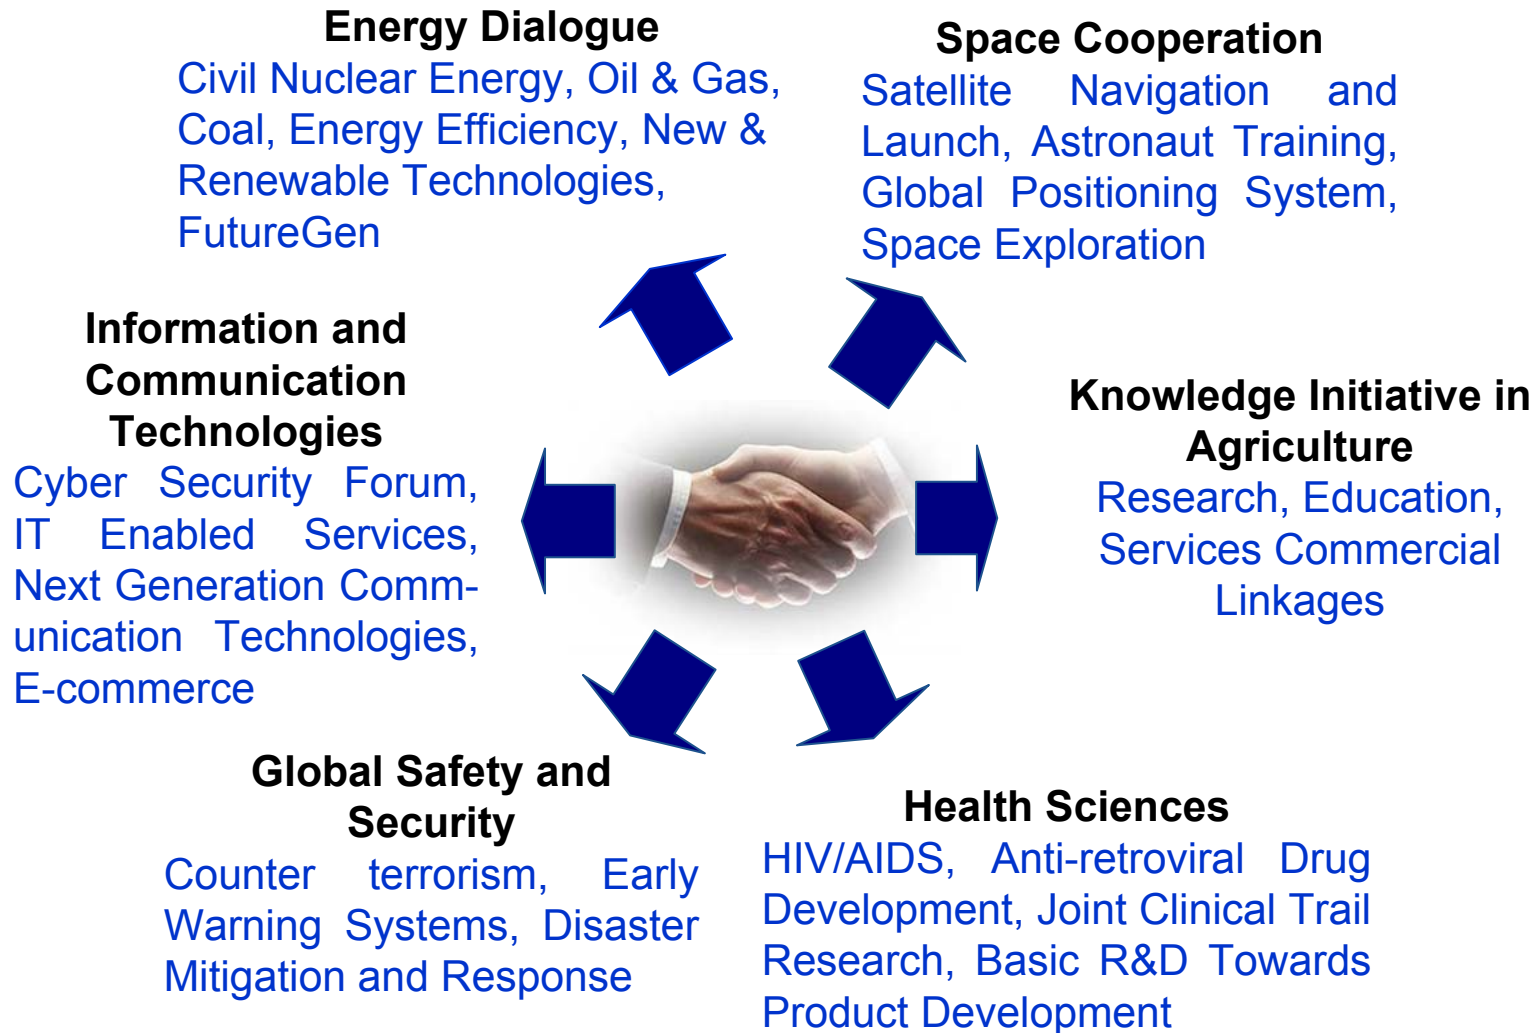 Energy Dialogue
Civil Nuclear Energy, Oil & Gas,
Coal, Energy Efficiency, New &
Renewable Technologies,
FutureGen
Space Cooperation
Satellite Navigation and
Launch, Astronaut Training,
Global Positioning System,
Space Exploration
Information and
Communication
Technologies
Cyber Security Forum,
IT Enabled Services,
Next Generation Comm-
unication Technologies,
E-commerce
Knowledge Initiative in
Agriculture
Research, Education,
Services Commercial
Linkages
Global Safety and
Security
Counter terrorism, Early
Warning Systems, Disaster
Mitigation and Response
Health Sciences
HIV/AIDS, Anti-retroviral Drug
Development, Joint Clinical Trail
Research, Basic R&D Towards
Product Development